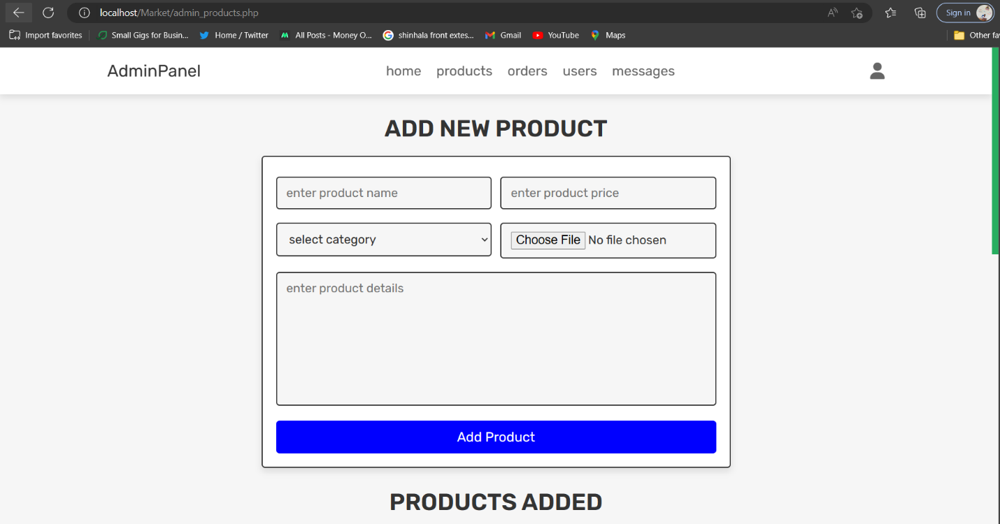 localhost/Market/admin_products.php
Sign in
Import favorites Small Gigs for Busin... Home / Twitter All Posts - Money O... shinhala front extes... Gmail YouTube Maps Other fa
AdminPanel home products orders users messages
ADD NEW PRODUCT
enter product name enter product price
select category Choose File No file chosen
enter product details
Add Product
PRODUCTS ADDED